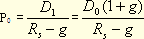 P₀ = D₁ / (Rₛ − g) = D₀ (1 + g) / (Rₛ − g)